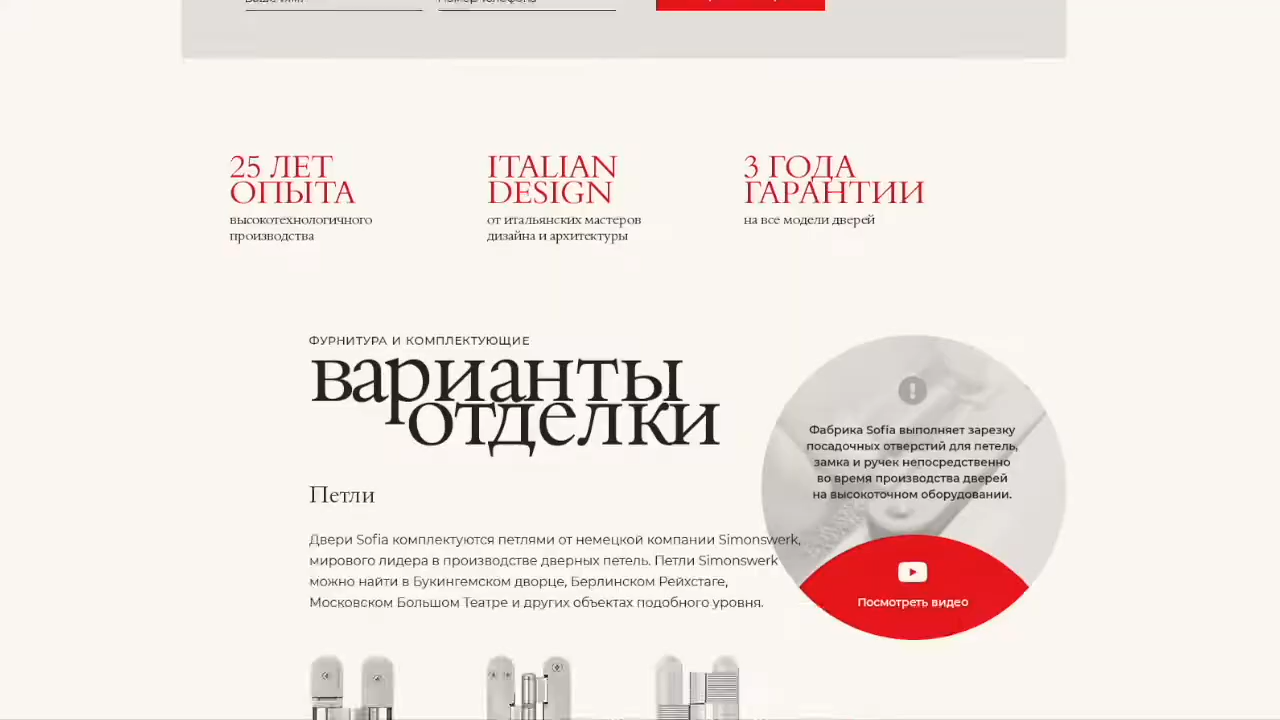 25 ЛЕТ
ОПЫТА
высокотехнологичного
производства
ITALIAN
DESIGN
от итальянских мастеров
дизайна и архитектуры
3 ГОДА
ГАРАНТИИ
на все модели дверей
ФУРНИТУРА И КОМПЛЕКТУЮЩИЕ
варианты
отделки
Фабрика Sofia выполняет зарезку
посадочных отверстий для петель,
замка и ручек непосредственно
во время производства дверей
на высокоточном оборудовании.
Посмотреть видео
Петли
Двери Sofia комплектуются петлями от немецкой компании Simonswerk,
мирового лидера в производстве дверных петель. Петли Simonswerk
можно найти в Букингемском дворце, Берлинском Рейхстаге,
Московском Большом Театре и других объектах подобного уровня.